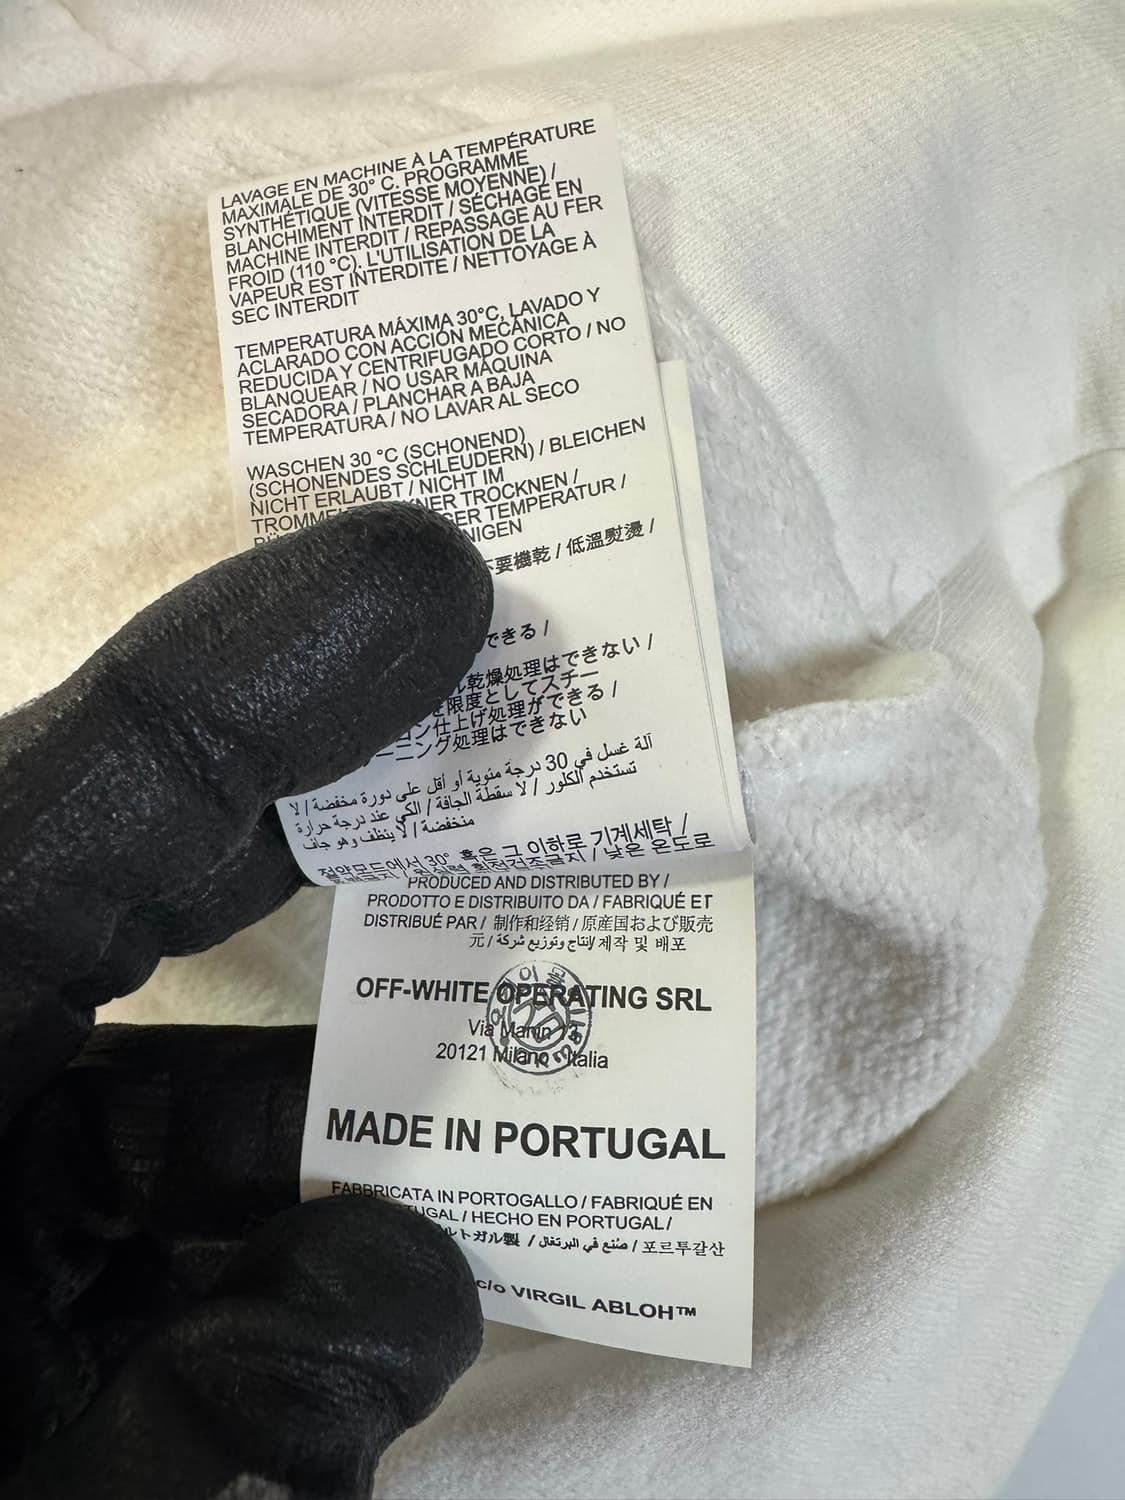 LAVAGE EN MACHINE À LA TEMPÉRATURE
MAXIMALE DE 30° C. PROGRAMME
SYNTHÉTIQUE (VITESSE MOYENNE) /
BLANCHIMENT INTERDIT / SÉCHAGE EN
MACHINE INTERDIT / REPASSAGE AU FER
FROID (110 °C). L'UTILISATION DE LA
VAPEUR EST INTERDITE / NETTOYAGE À
SEC INTERDIT
TEMPERATURA MÁXIMA 30°C, LAVADO Y
ACLARADO CON ACCIÓN MECÁNICA
REDUCIDA Y CENTRIFUGADO CORTO / NO
BLANQUEAR / NO USAR MÁQUINA
SECADORA / PLANCHAR A BAJA
TEMPERATURA / NO LAVAR AL SECO
WASCHEN 30 °C (SCHONEND)
(SCHONENDES SCHLEUDERN) / BLEICHEN
NICHT ERLAUBT / NICHT IM
TROCKNEN /
TEMPERATUR /
要機乾 / 低溫熨燙 /
できる /
乾燥処理はできない /
限度としてスチー
仕上げ処理ができる /
ニング処理はできない
آلة غسل في 30 درجة مئوية أو أقل على دورة مخفضة / لا
تستخدم الكلور / لا سقطة الجافة / الكي عند درجة حرارة
منخفضة / لا ينظف وهو جاف
30° 혹은 그 이하로 기계세탁 /
/ 낮은 온도로
PRODUCED AND DISTRIBUTED BY /
PRODOTTO E DISTRIBUITO DA / FABRIQUÉ ET
DISTRIBUÉ PAR / 制作和经销 / 原産国および販売
元 / إنتاج وتوزيع شركة / 제작 및 배포
OFF-WHITE OPERATING SRL
Via Manin 13,
20121 Milano - Italia
MADE IN PORTUGAL
FABBRICATA IN PORTOGALLO / FABRIQUÉ EN
/ HECHO EN PORTUGAL /
ルトガル製 / صُنع في البرتغال / 포르투갈산
c/o VIRGIL ABLOH™